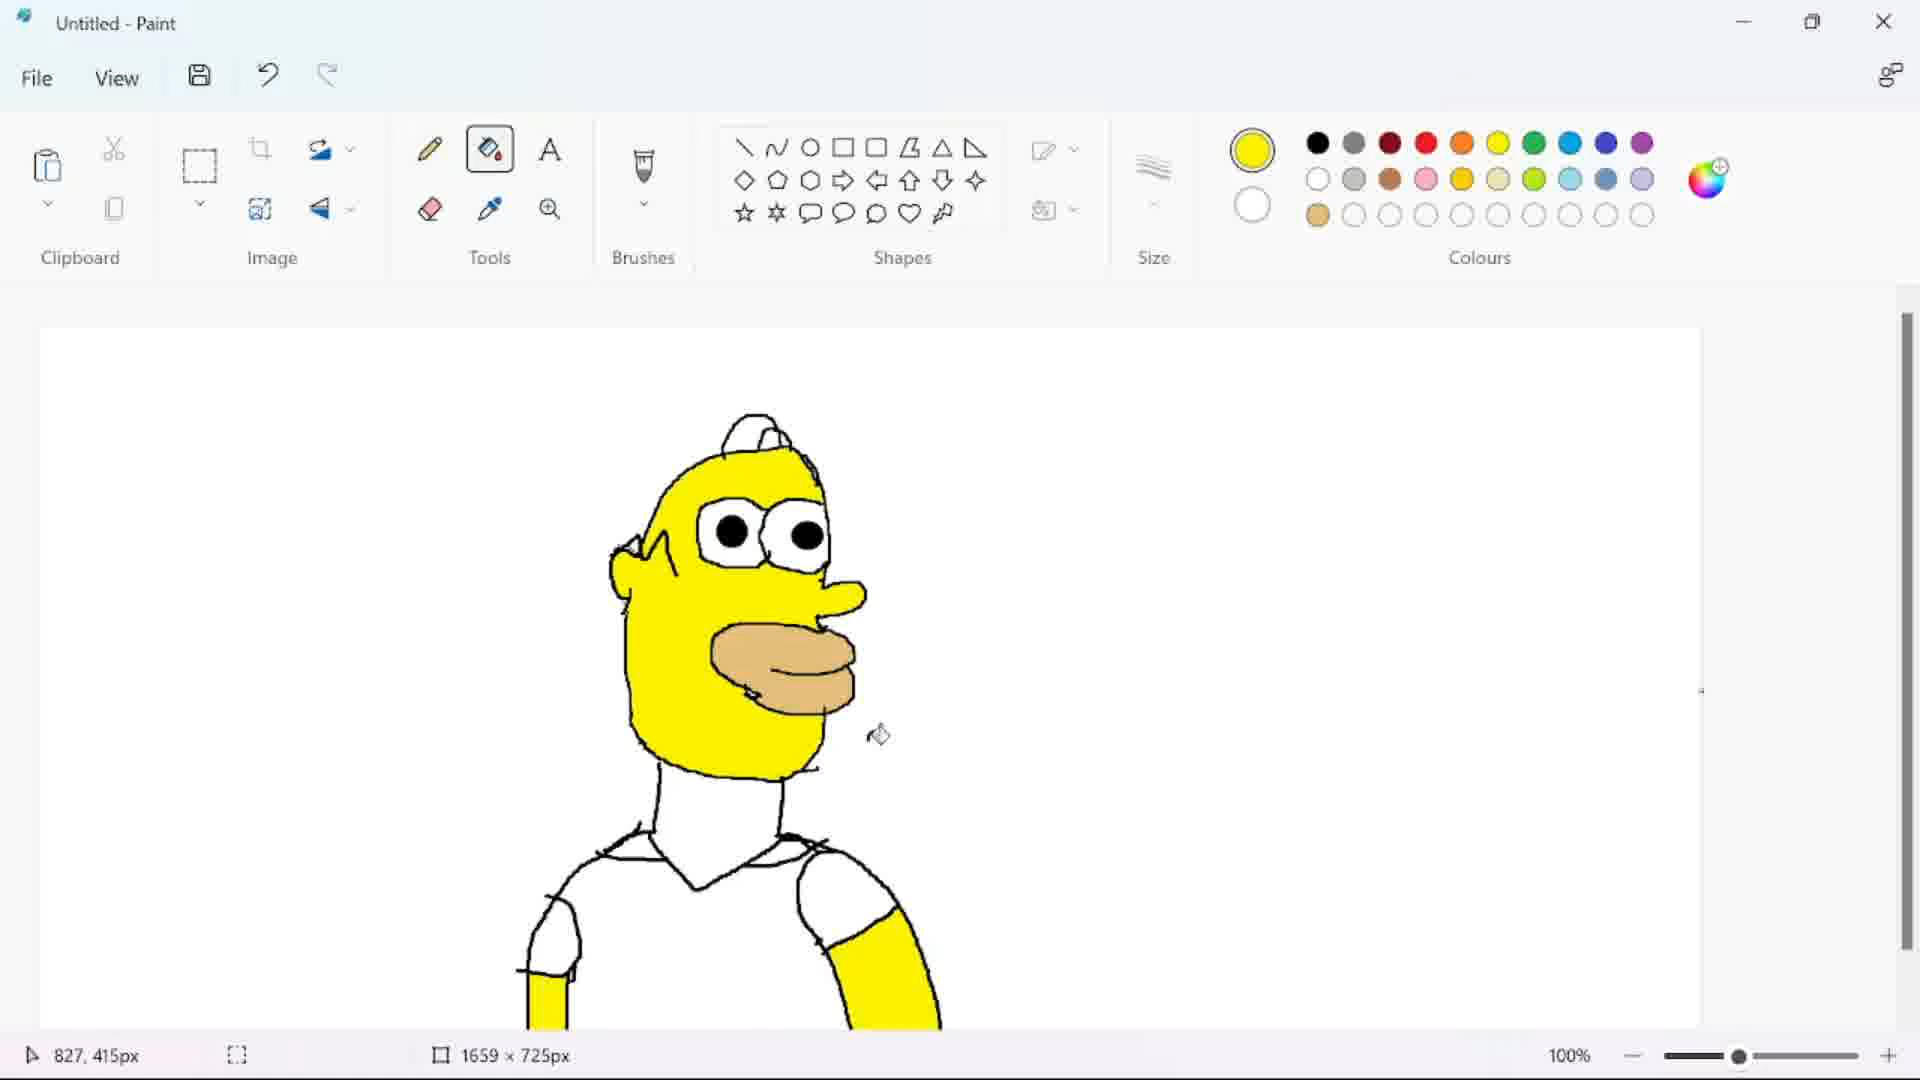 Untitled - Paint
File View
Clipboard Image Tools Brushes Shapes Size Colours
827, 415px 1659 × 725px 100%